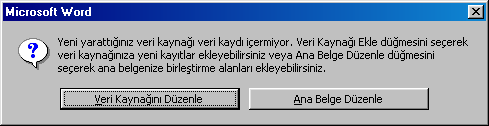 Microsoft Word
Yeni yarattığınız veri kaynağı veri kaydı içermiyor. Veri Kaynağı Ekle düğmesini seçerek
veri kaynağınıza yeni kayıtlar ekleyebilirsiniz veya Ana Belge Düzenle düğmesini
seçerek ana belgenize birleştirme alanları ekleyebilirsiniz.
Veri Kaynağını Düzenle
Ana Belge Düzenle